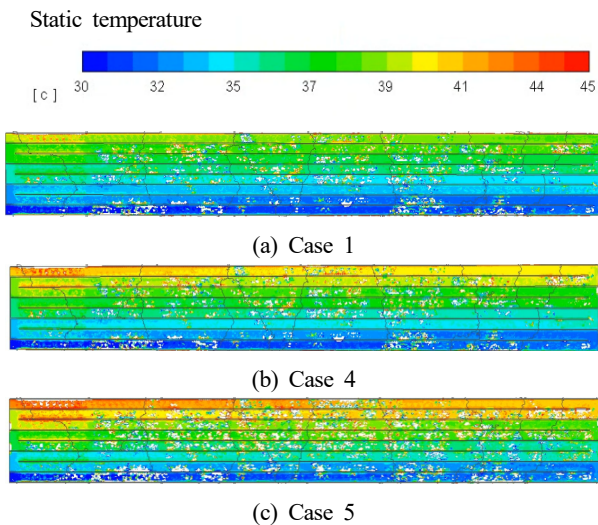 Static temperature
[c] 30 32 35 37 39 41 44 45
(a) Case 1
(b) Case 4
(c) Case 5